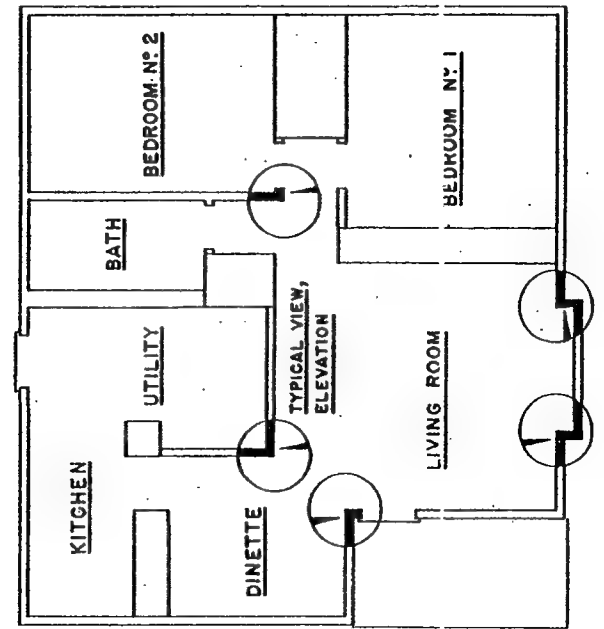 BEDROOM Nº 2
BEDROOM Nº 1
BATH
UTILITY
TYPICAL VIEW,
ELEVATION
LIVING ROOM
KITCHEN
DINETTE